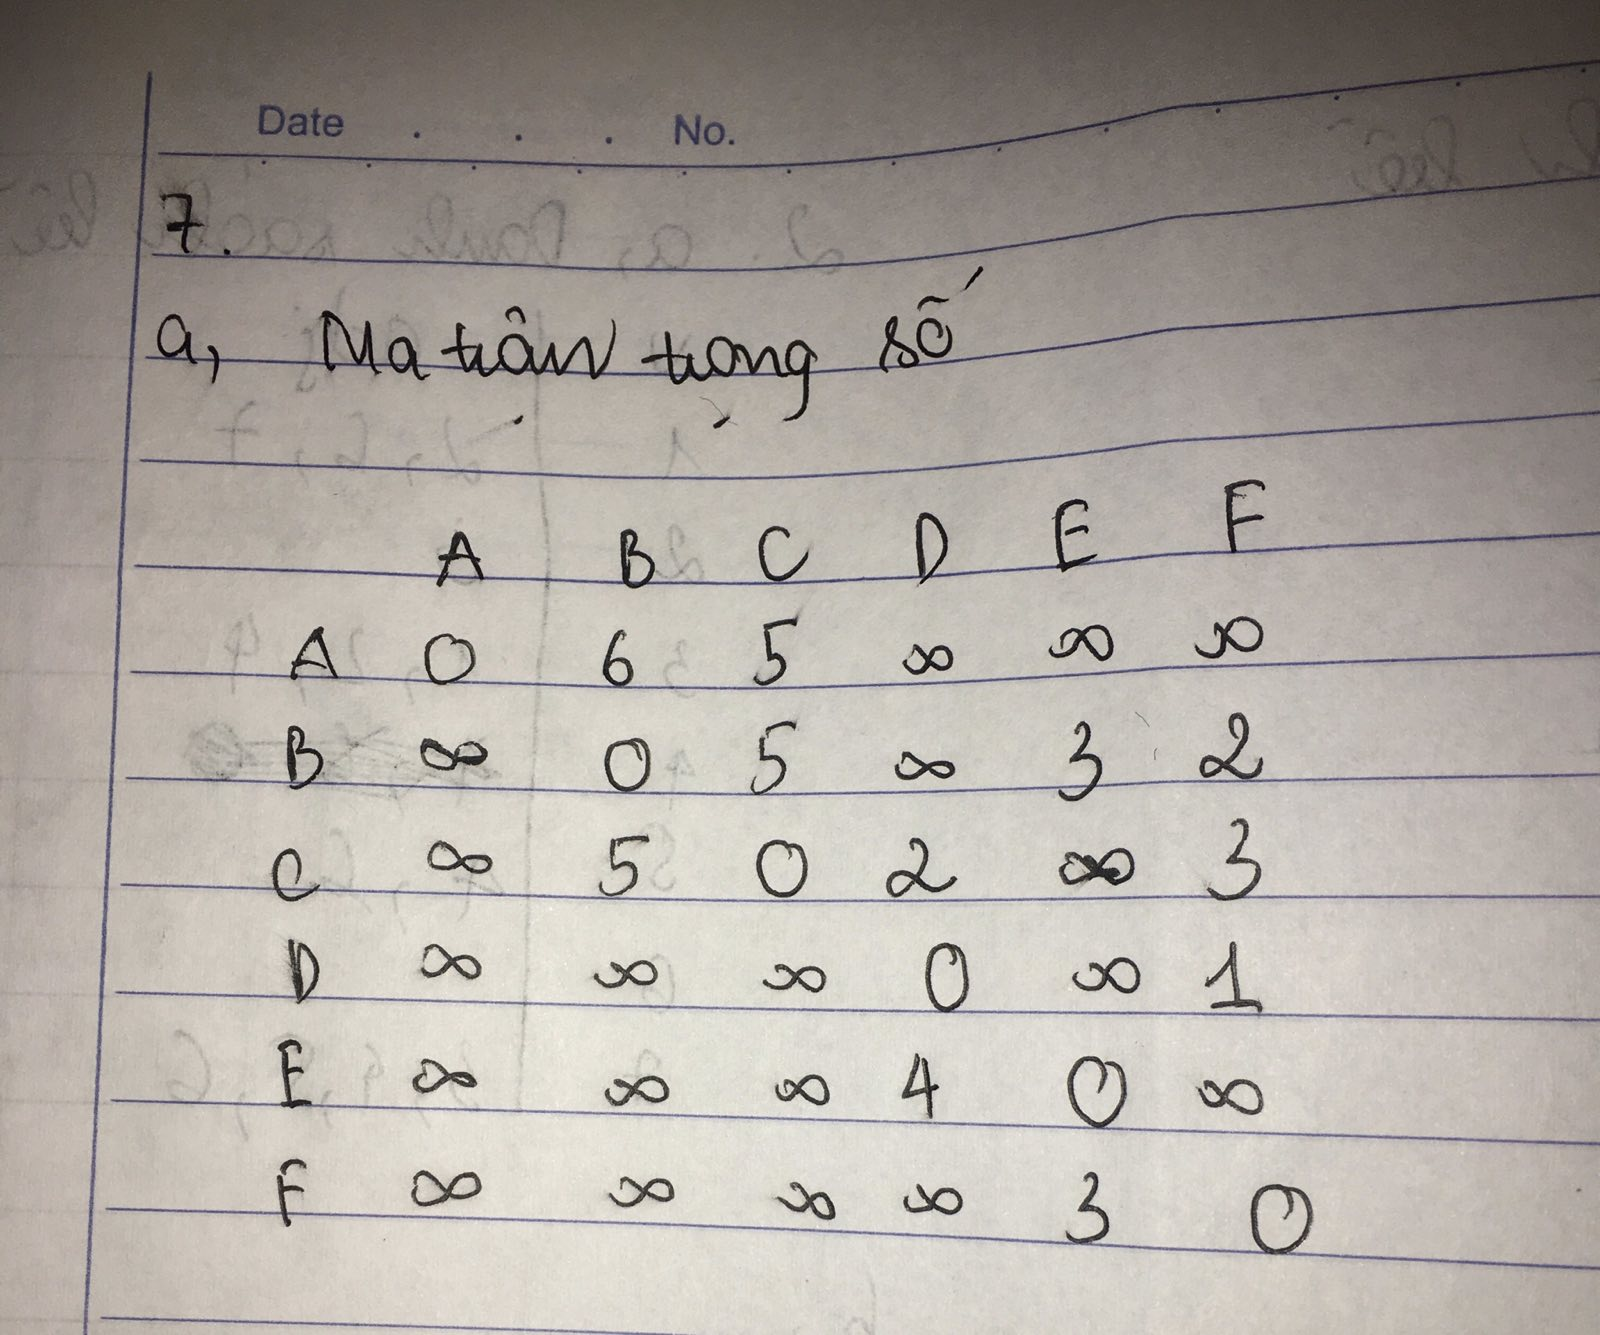 Date . . . No.
7.
a, Ma trận trọng số
A B C D E F
A 0 6 5 ∞ ∞ ∞
B ∞ 0 5 ∞ 3 2
C ∞ 5 0 2 ∞ 3
D ∞ ∞ ∞ 0 ∞ 1
E ∞ ∞ ∞ 4 0 ∞
F ∞ ∞ ∞ ∞ 3 0